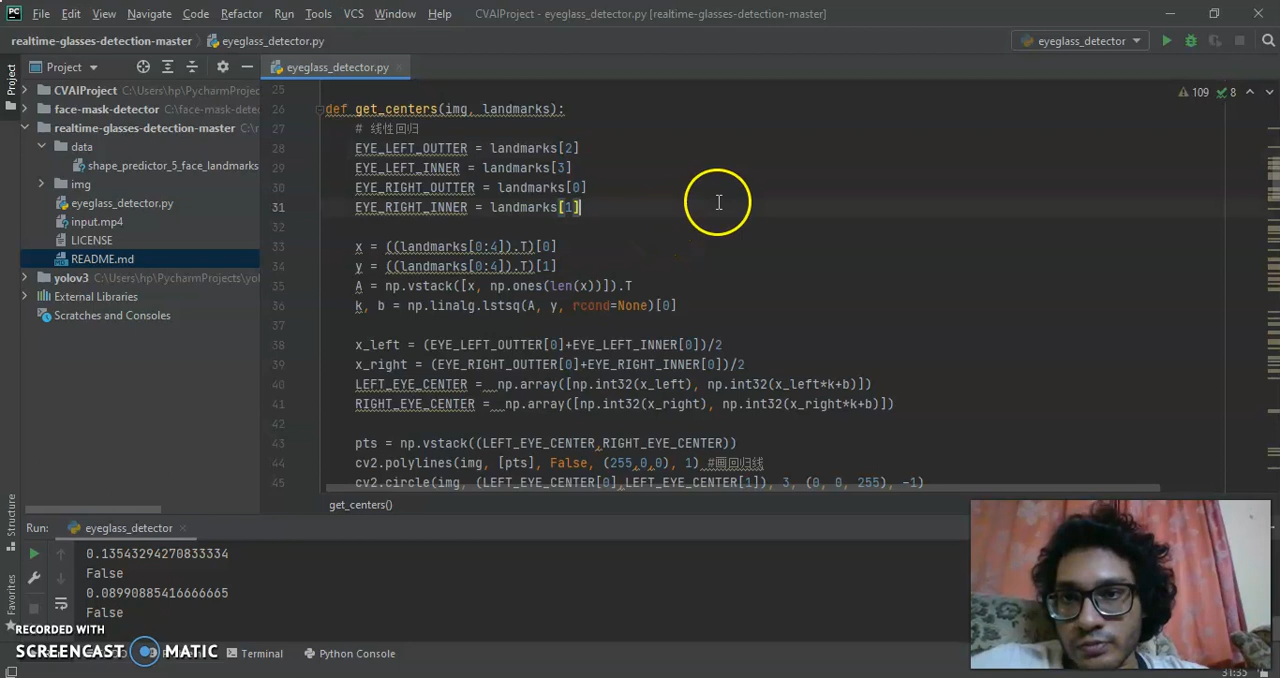 PC File Edit View Navigate Code Refactor Run Tools VCS Window Help CVAIProject - eyeglass_detector.py [realtime-glasses-detection-master]
realtime-glasses-detection-master eyeglass_detector.py eyeglass_detector
Project
Project
eyeglass_detector.py
CVAIProject C:\Users\hp\PycharmProjec
face-mask-detector C:\face-mask-dete
realtime-glasses-detection-master C:\r
data
shape_predictor_5_face_landmarks
img
eyeglass_detector.py
input.mp4
LICENSE
README.md
yolov3 C:\Users\hp\PycharmProjects\yol
External Libraries
Scratches and Consoles
109 8
25
26 def get_centers(img, landmarks):
27 # 线性回归
28 EYE_LEFT_OUTTER = landmarks[2]
29 EYE_LEFT_INNER = landmarks[3]
30 EYE_RIGHT_OUTTER = landmarks[0]
31 EYE_RIGHT_INNER = landmarks[1]
32
33 x = ((landmarks[0:4]).T)[0]
34 y = ((landmarks[0:4]).T)[1]
35 A = np.vstack([x, np.ones(len(x))]).T
36 k, b = np.linalg.lstsq(A, y, rcond=None)[0]
37
38 x_left = (EYE_LEFT_OUTTER[0]+EYE_LEFT_INNER[0])/2
39 x_right = (EYE_RIGHT_OUTTER[0]+EYE_RIGHT_INNER[0])/2
40 LEFT_EYE_CENTER = np.array([np.int32(x_left), np.int32(x_left*k+b)])
41 RIGHT_EYE_CENTER = np.array([np.int32(x_right), np.int32(x_right*k+b)])
42
43 pts = np.vstack((LEFT_EYE_CENTER,RIGHT_EYE_CENTER))
44 cv2.polylines(img, [pts], False, (255,0,0), 1) #画回归线
45 cv2.circle(img, (LEFT_EYE_CENTER[0],LEFT_EYE_CENTER[1]), 3, (0, 0, 255), -1)
get_centers()
Structure
Favorites
Run: eyeglass_detector
0.13543294270833334
False
0.08990885416666665
False
RECORDED WITH
SCREENCAST MATIC
Terminal Python Console
31:35